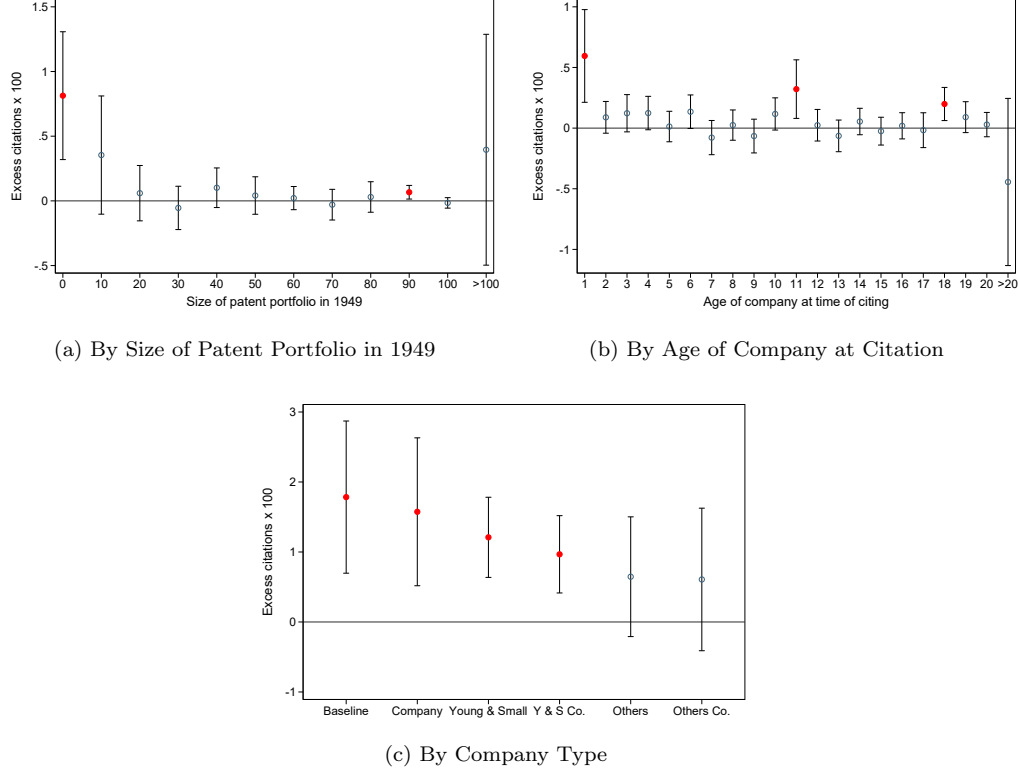 1.5
1
.5
0
-.5
Excess citations x 100
0 10 20 30 40 50 60 70 80 90 100 >100
Size of patent portfolio in 1949
(a) By Size of Patent Portfolio in 1949
1
.5
0
-.5
-1
Excess citations x 100
1 2 3 4 5 6 7 8 9 10 11 12 13 14 15 16 17 18 19 20 >20
Age of company at time of citing
(b) By Age of Company at Citation
3
2
1
0
-1
Excess citations x 100
Baseline Company Young & Small Y & S Co. Others Others Co.
(c) By Company Type